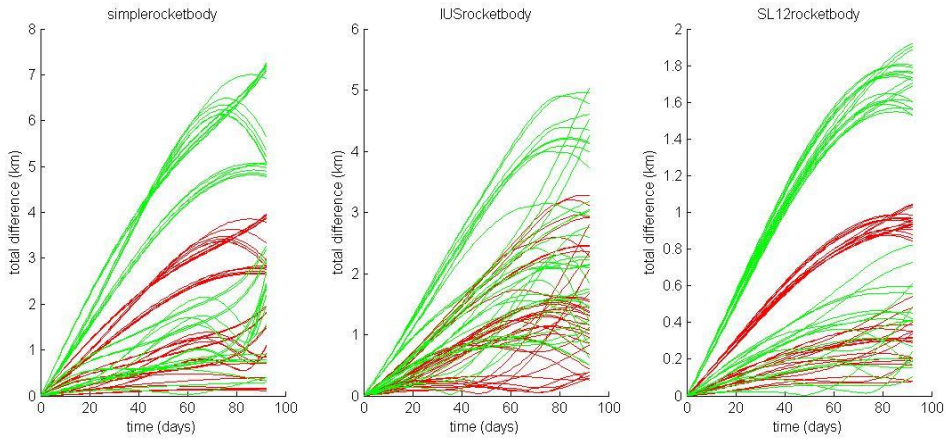 simplerocketbody
total difference (km)
8
7
6
5
4
3
2
1
0
0 20 40 60 80 100
time (days)
IUSrocketbody
total difference (km)
6
5
4
3
2
1
0
0 20 40 60 80 100
time (days)
SL12rocketbody
total difference (km)
2
1.8
1.6
1.4
1.2
1
0.8
0.6
0.4
0.2
0
0 20 40 60 80 100
time (days)